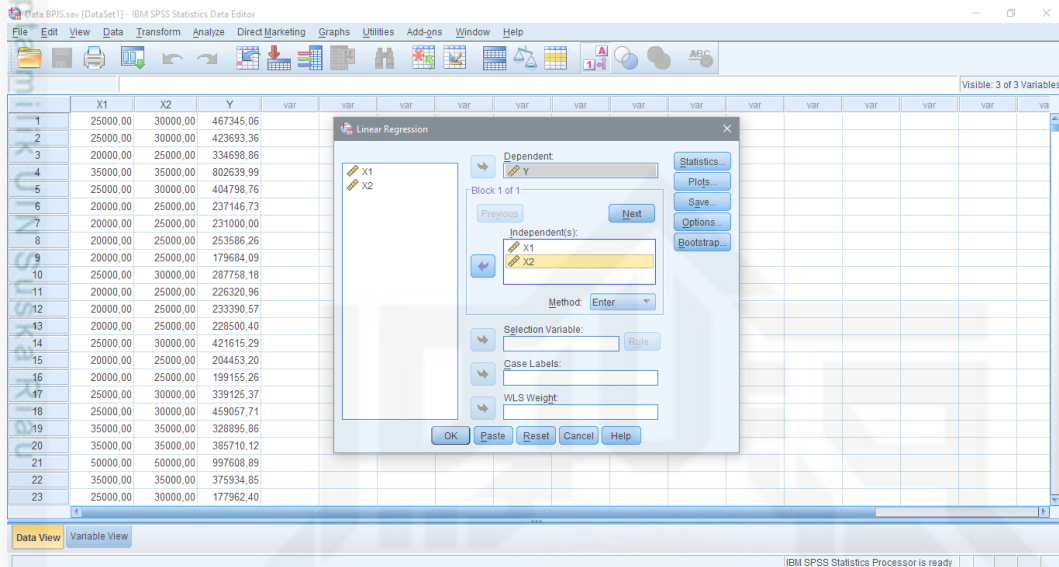 Data BPJS.sav [DataSet1] - IBM SPSS Statistics Data Editor
File Edit View Data Transform Analyze Direct Marketing Graphs Utilities Add-ons Window Help
Visible: 3 of 3 Variables
X1 X2 Y var var var var var var var var var var var var var va
1 25000,00 30000,00 467345,06
2 25000,00 30000,00 423693,36
3 20000,00 25000,00 334698,86
4 35000,00 35000,00 802639,99
5 25000,00 30000,00 404798,76
6 20000,00 25000,00 237146,73
7 20000,00 25000,00 231000,00
8 20000,00 25000,00 253586,26
9 20000,00 25000,00 179684,09
10 25000,00 30000,00 287758,18
11 20000,00 25000,00 226320,96
12 20000,00 25000,00 233390,57
13 20000,00 25000,00 228500,40
14 25000,00 30000,00 421615,29
15 20000,00 25000,00 204453,20
16 20000,00 25000,00 199155,26
17 25000,00 30000,00 339125,37
18 25000,00 30000,00 459057,71
19 35000,00 35000,00 328895,86
20 35000,00 35000,00 385710,12
21 50000,00 50000,00 997608,89
22 35000,00 35000,00 375934,85
23 25000,00 30000,00 177962,40
Linear Regression
X1
X2
Dependent:
Y
Block 1 of 1
Previous
Next
Independent(s):
X1
X2
Method: Enter
Selection Variable:
Rule...
Case Labels:
WLS Weight:
Statistics...
Plots...
Save...
Options...
Bootstrap...
OK Paste Reset Cancel Help
Data View Variable View
IBM SPSS Statistics Processor is ready
milik UIN Suska Riau